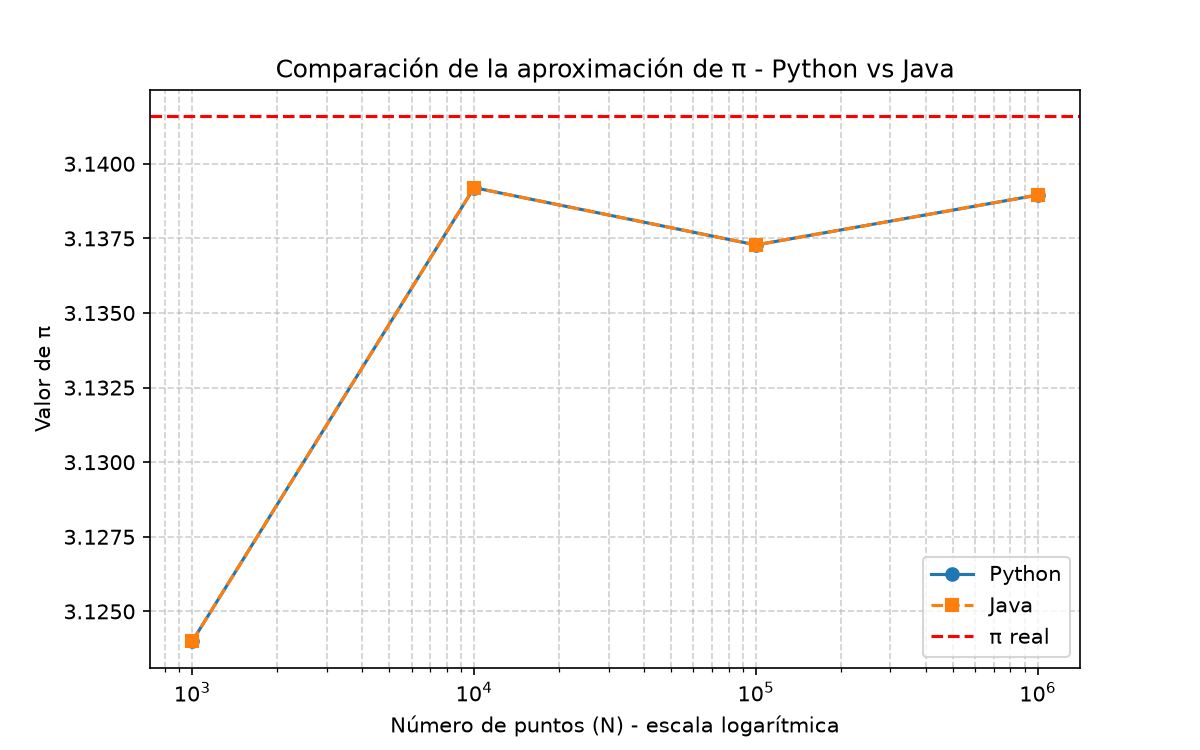 Comparación de la aproximación de π - Python vs Java
Valor de π
3.1400
3.1375
3.1350
3.1325
3.1300
3.1275
3.1250
Python
Java
π real
10³
10⁴
10⁵
10⁶
Número de puntos (N) - escala logarítmica